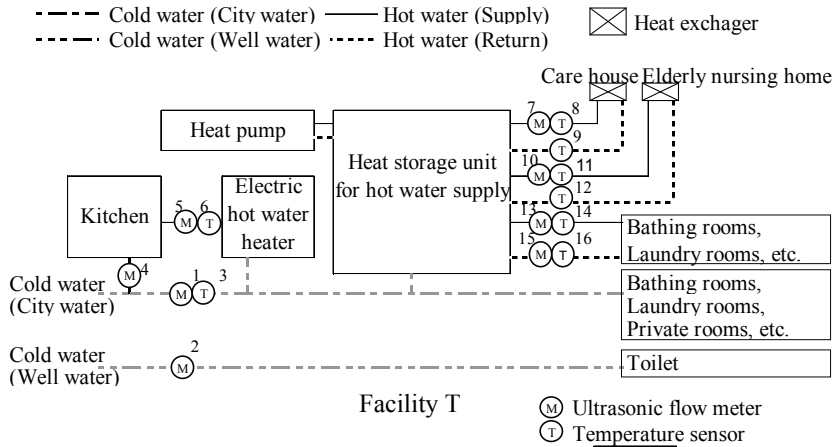 Cold water (City water)
Hot water (Supply)
Heat exchager
Cold water (Well water)
Hot water (Return)
Care house
Elderly nursing home
7
8
M
T
Heat pump
9
T
Heat storage unit
for hot water supply
10
11
M
T
12
T
Kitchen
5
6
M
T
Electric
hot water
heater
13
14
M
T
15
16
M
T
Bathing rooms,
Laundry rooms, etc.
M
4
1
3
M
T
Cold water
(City water)
Bathing rooms,
Laundry rooms,
Private rooms, etc.
2
M
Cold water
(Well water)
Toilet
Facility T
M
Ultrasonic flow meter
T
Temperature sensor